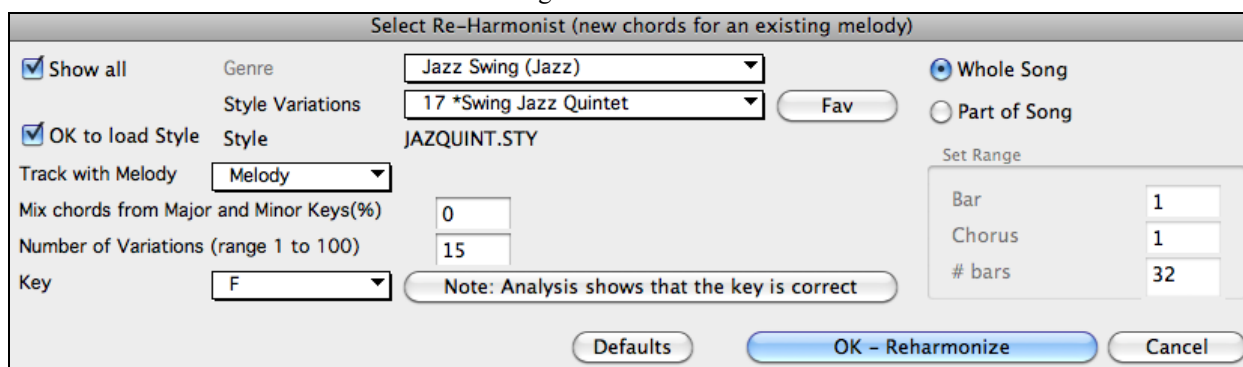 Select Re-Harmonist (new chords for an existing melody)
Show all Genre Jazz Swing (Jazz) Whole Song
Style Variations 17 *Swing Jazz Quintet Fav Part of Song
OK to load Style Style JAZQUINT.STY
Set Range
Track with Melody Melody
Mix chords from Major and Minor Keys(%) 0 Bar 1
Number of Variations (range 1 to 100) 15 Chorus 1
Key F Note: Analysis shows that the key is correct # bars 32
Defaults OK - Reharmonize Cancel